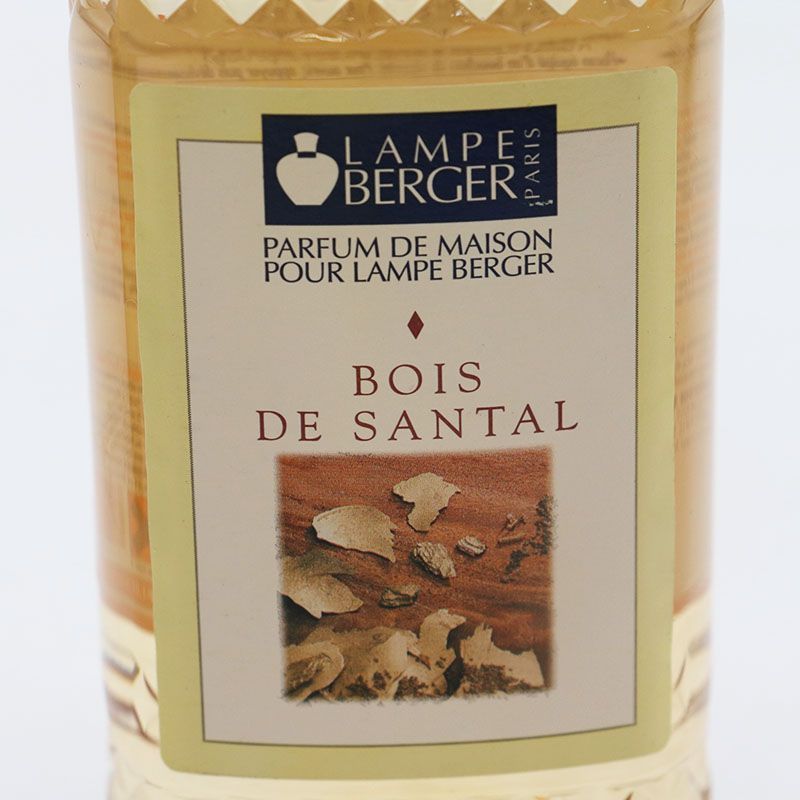 LAMPE
BERGER
PARIS
PARFUM DE MAISON
POUR LAMPE BERGER
BOIS
DE SANTAL